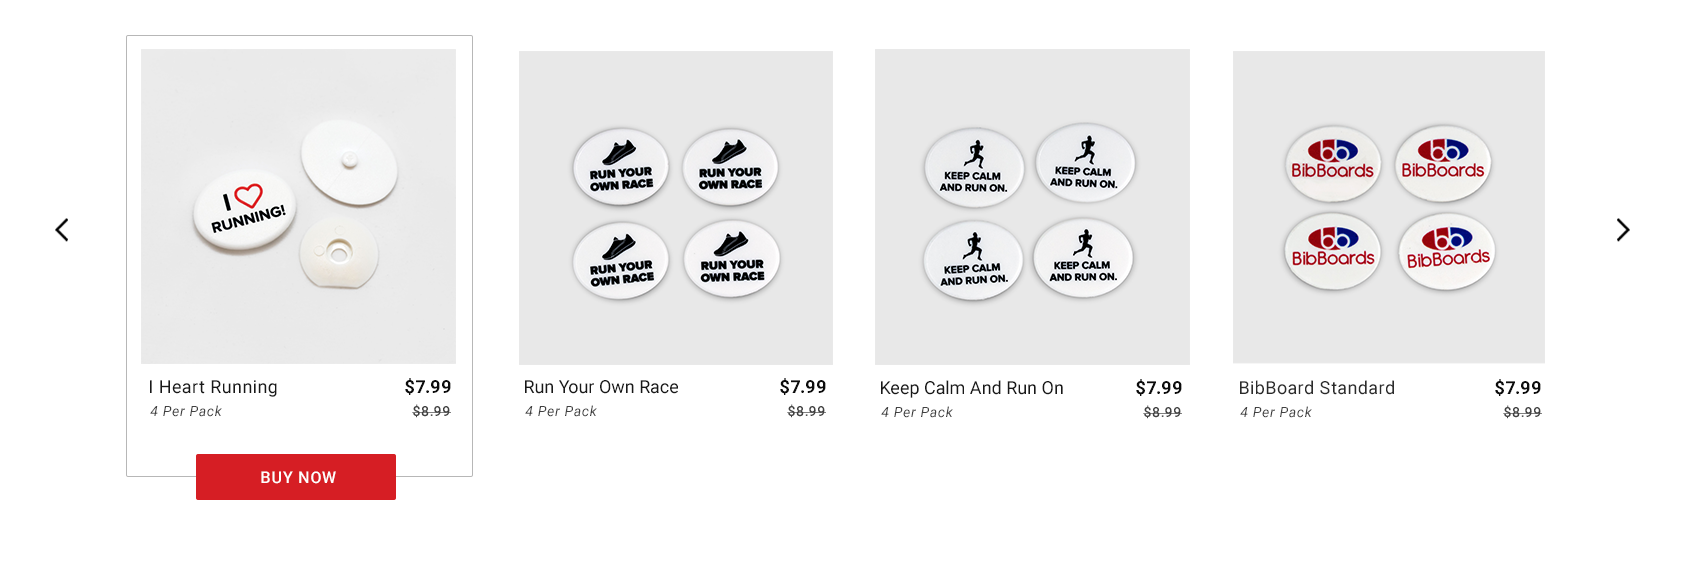 I ♡
RUNNING!
RUN YOUR
OWN RACE
RUN YOUR
OWN RACE
RUN YOUR
OWN RACE
RUN YOUR
OWN RACE
KEEP CALM
AND RUN ON.
KEEP CALM
AND RUN ON.
KEEP CALM
AND RUN ON.
KEEP CALM
AND RUN ON.
bb
BibBoards
bb
BibBoards
bb
BibBoards
bb
BibBoards
I Heart Running $7.99
4 Per Pack $8.99
BUY NOW
Run Your Own Race $7.99
4 Per Pack $8.99
Keep Calm And Run On $7.99
4 Per Pack $8.99
BibBoard Standard $7.99
4 Per Pack $8.99